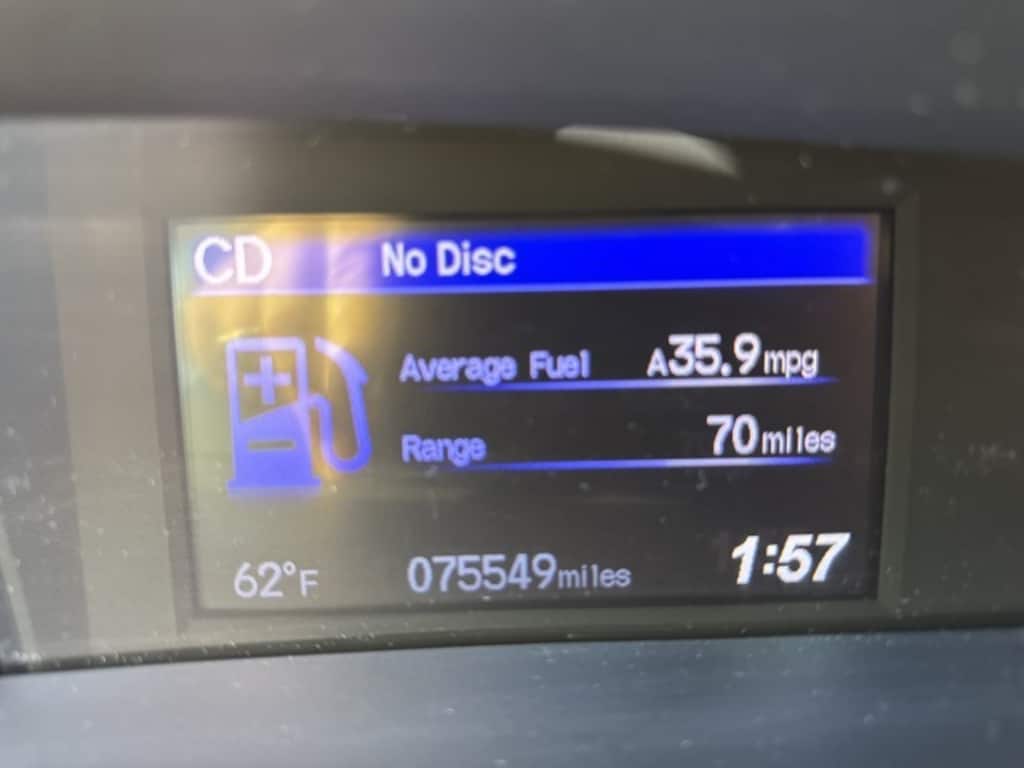 CD No Disc
Average Fuel A35.9mpg
Range 70miles
62°F 075549miles 1:57